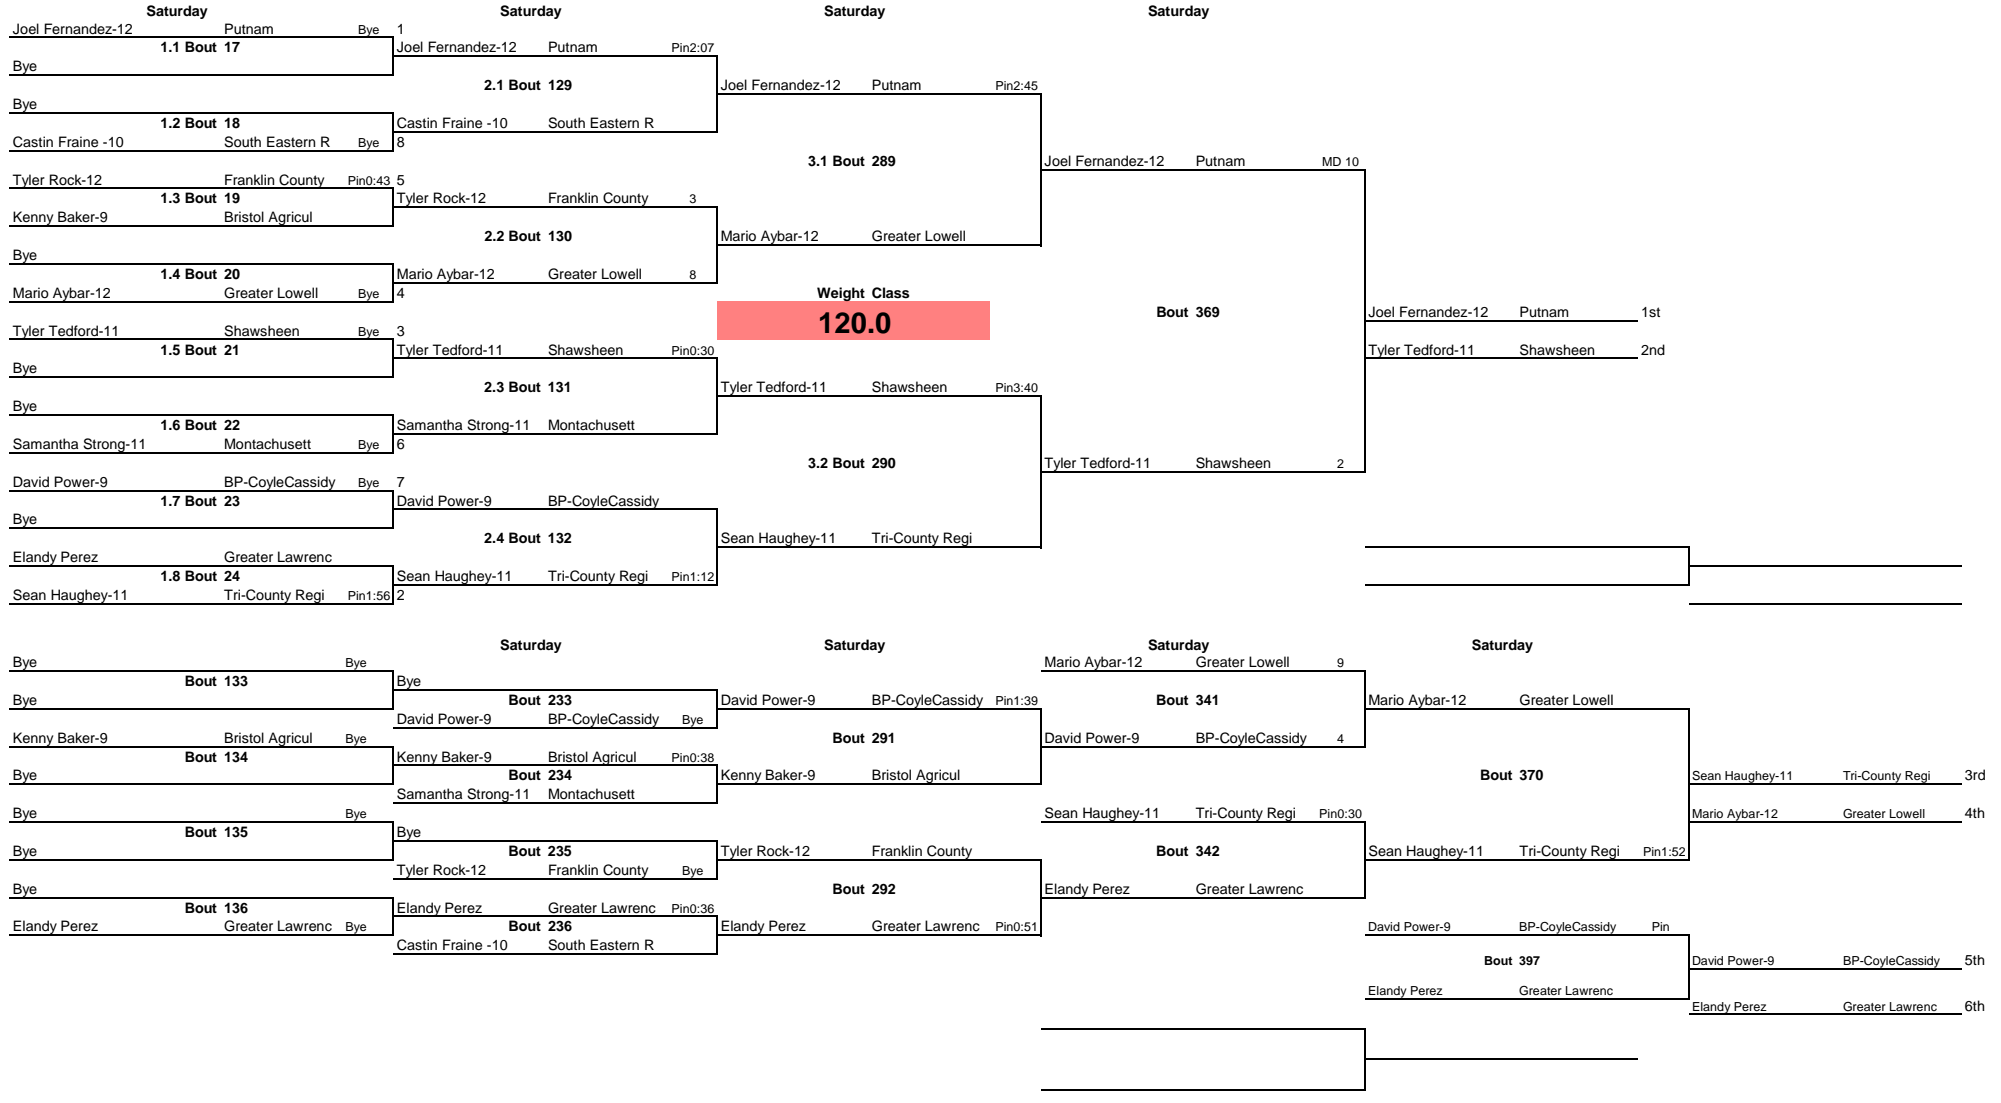 Saturday Saturday Saturday Saturday
Joel Fernandez-12 Putnam Bye 1
1.1 Bout 17 Joel Fernandez-12 Putnam Pin2:07
Bye
2.1 Bout 129 Joel Fernandez-12 Putnam Pin2:45
Bye
1.2 Bout 18 Castin Fraine -10 South Eastern R
Castin Fraine -10 South Eastern R Bye 8
3.1 Bout 289 Joel Fernandez-12 Putnam MD 10
Tyler Rock-12 Franklin County Pin0:43 5
1.3 Bout 19 Tyler Rock-12 Franklin County 3
Kenny Baker-9 Bristol Agricul
2.2 Bout 130 Mario Aybar-12 Greater Lowell
Bye
1.4 Bout 20 Mario Aybar-12 Greater Lowell 8
Mario Aybar-12 Greater Lowell Bye 4 Weight Class
Bout 369 Joel Fernandez-12 Putnam 1st
120.0
Tyler Tedford-11 Shawsheen Bye 3
1.5 Bout 21 Tyler Tedford-11 Shawsheen Pin0:30 Tyler Tedford-11 Shawsheen 2nd
Bye
2.3 Bout 131 Tyler Tedford-11 Shawsheen Pin3:40
Bye
1.6 Bout 22 Samantha Strong-11 Montachusett
Samantha Strong-11 Montachusett Bye 6
3.2 Bout 290 Tyler Tedford-11 Shawsheen 2
David Power-9 BP-CoyleCassidy Bye 7
1.7 Bout 23 David Power-9 BP-CoyleCassidy
Bye
2.4 Bout 132 Sean Haughey-11 Tri-County Regi
Elandy Perez Greater Lawrenc
1.8 Bout 24 Sean Haughey-11 Tri-County Regi Pin1:12
Sean Haughey-11 Tri-County Regi Pin1:56 2
Saturday Saturday Saturday Saturday
Bye Bye Mario Aybar-12 Greater Lowell 9
Bout 133 Bye
Bye Bout 233 David Power-9 BP-CoyleCassidy Pin1:39 Bout 341 Mario Aybar-12 Greater Lowell
David Power-9 BP-CoyleCassidy Bye
Kenny Baker-9 Bristol Agricul Bye Bout 291 David Power-9 BP-CoyleCassidy 4
Bout 134 Kenny Baker-9 Bristol Agricul Pin0:38
Bye Bout 234 Kenny Baker-9 Bristol Agricul Bout 370 Sean Haughey-11 Tri-County Regi 3rd
Samantha Strong-11 Montachusett
Bye Bye Sean Haughey-11 Tri-County Regi Pin0:30 Mario Aybar-12 Greater Lowell 4th
Bout 135 Bye
Bye Bout 235 Tyler Rock-12 Franklin County Bout 342 Sean Haughey-11 Tri-County Regi Pin1:52
Tyler Rock-12 Franklin County Bye
Bye Bout 292 Elandy Perez Greater Lawrenc
Bout 136 Elandy Perez Greater Lawrenc Pin0:36
Elandy Perez Greater Lawrenc Bye Bout 236 Elandy Perez Greater Lawrenc Pin0:51 David Power-9 BP-CoyleCassidy Pin
Castin Fraine -10 South Eastern R
Bout 397 David Power-9 BP-CoyleCassidy 5th
Elandy Perez Greater Lawrenc
Elandy Perez Greater Lawrenc 6th